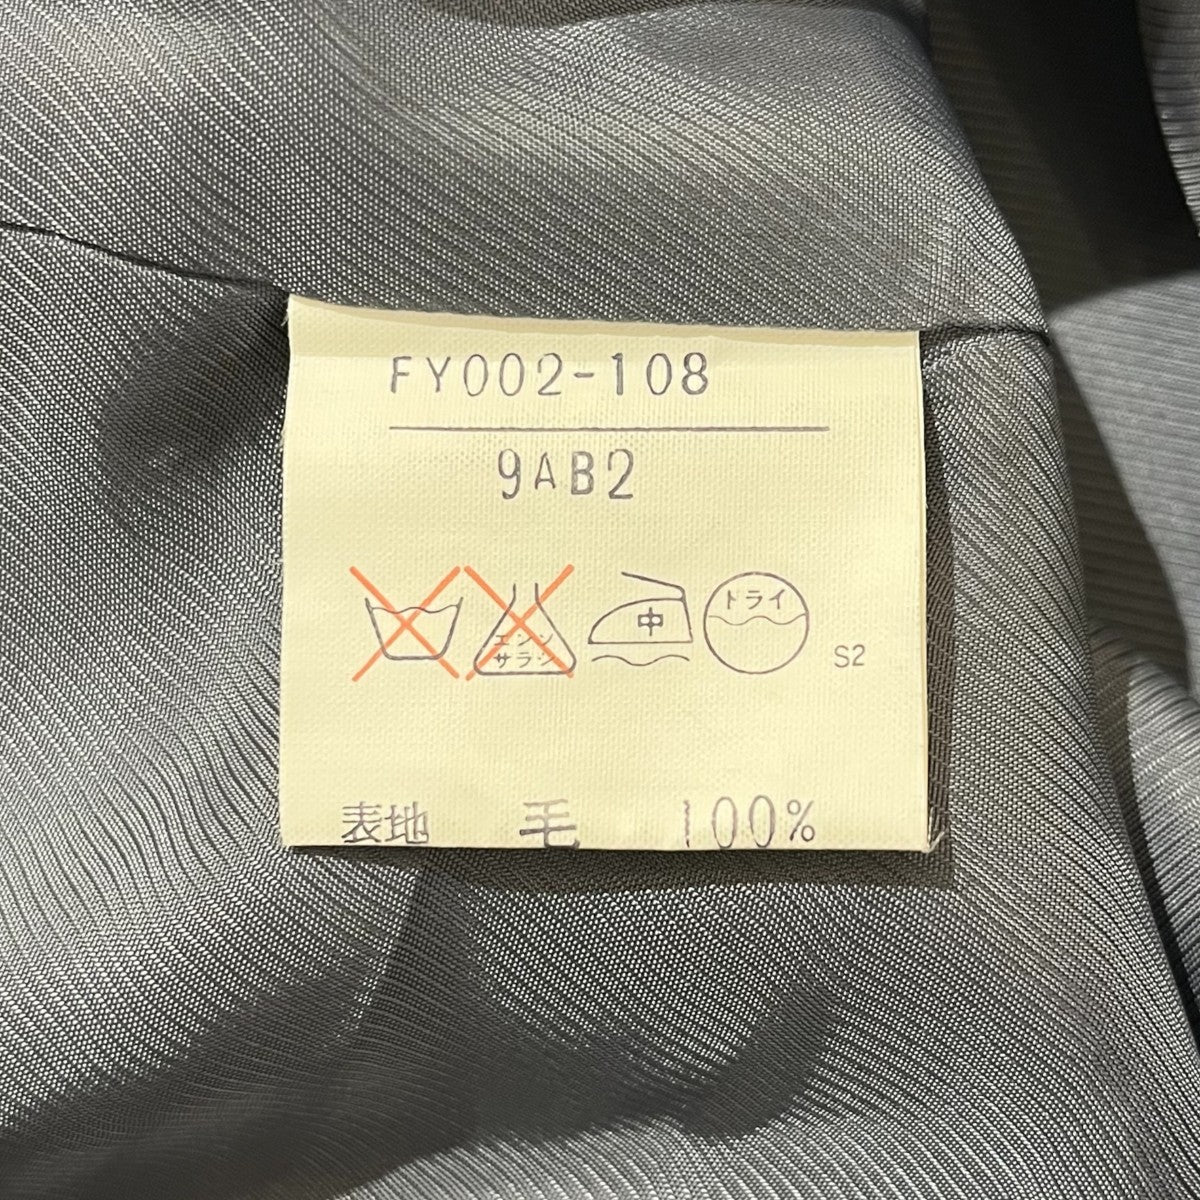 FY002-108
9AB2
エンソ
サラシ
中
ドライ
S2
表地 毛 100%